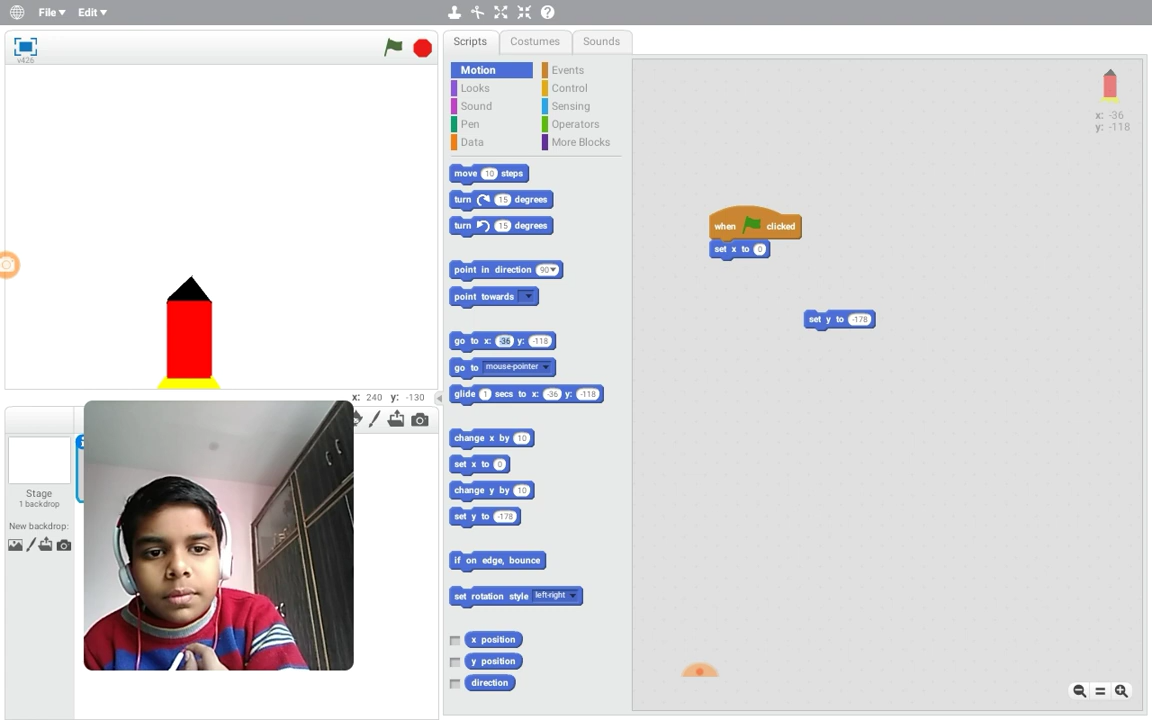 File Edit
v426
x: 240 y: -130
Stage
1 backdrop
New backdrop:
Scripts Costumes Sounds
Motion Events
Looks Control
Sound Sensing
Pen Operators
Data More Blocks
move 10 steps
turn 15 degrees
turn 15 degrees
point in direction 90
point towards
go to x: -36 y: -118
go to mouse-pointer
glide 1 secs to x: -36 y: -118
change x by 10
set x to 0
change y by 10
set y to -178
if on edge, bounce
set rotation style left-right
x position
y position
direction
x: -36
y: -118
when clicked
set x to 0
set y to -178